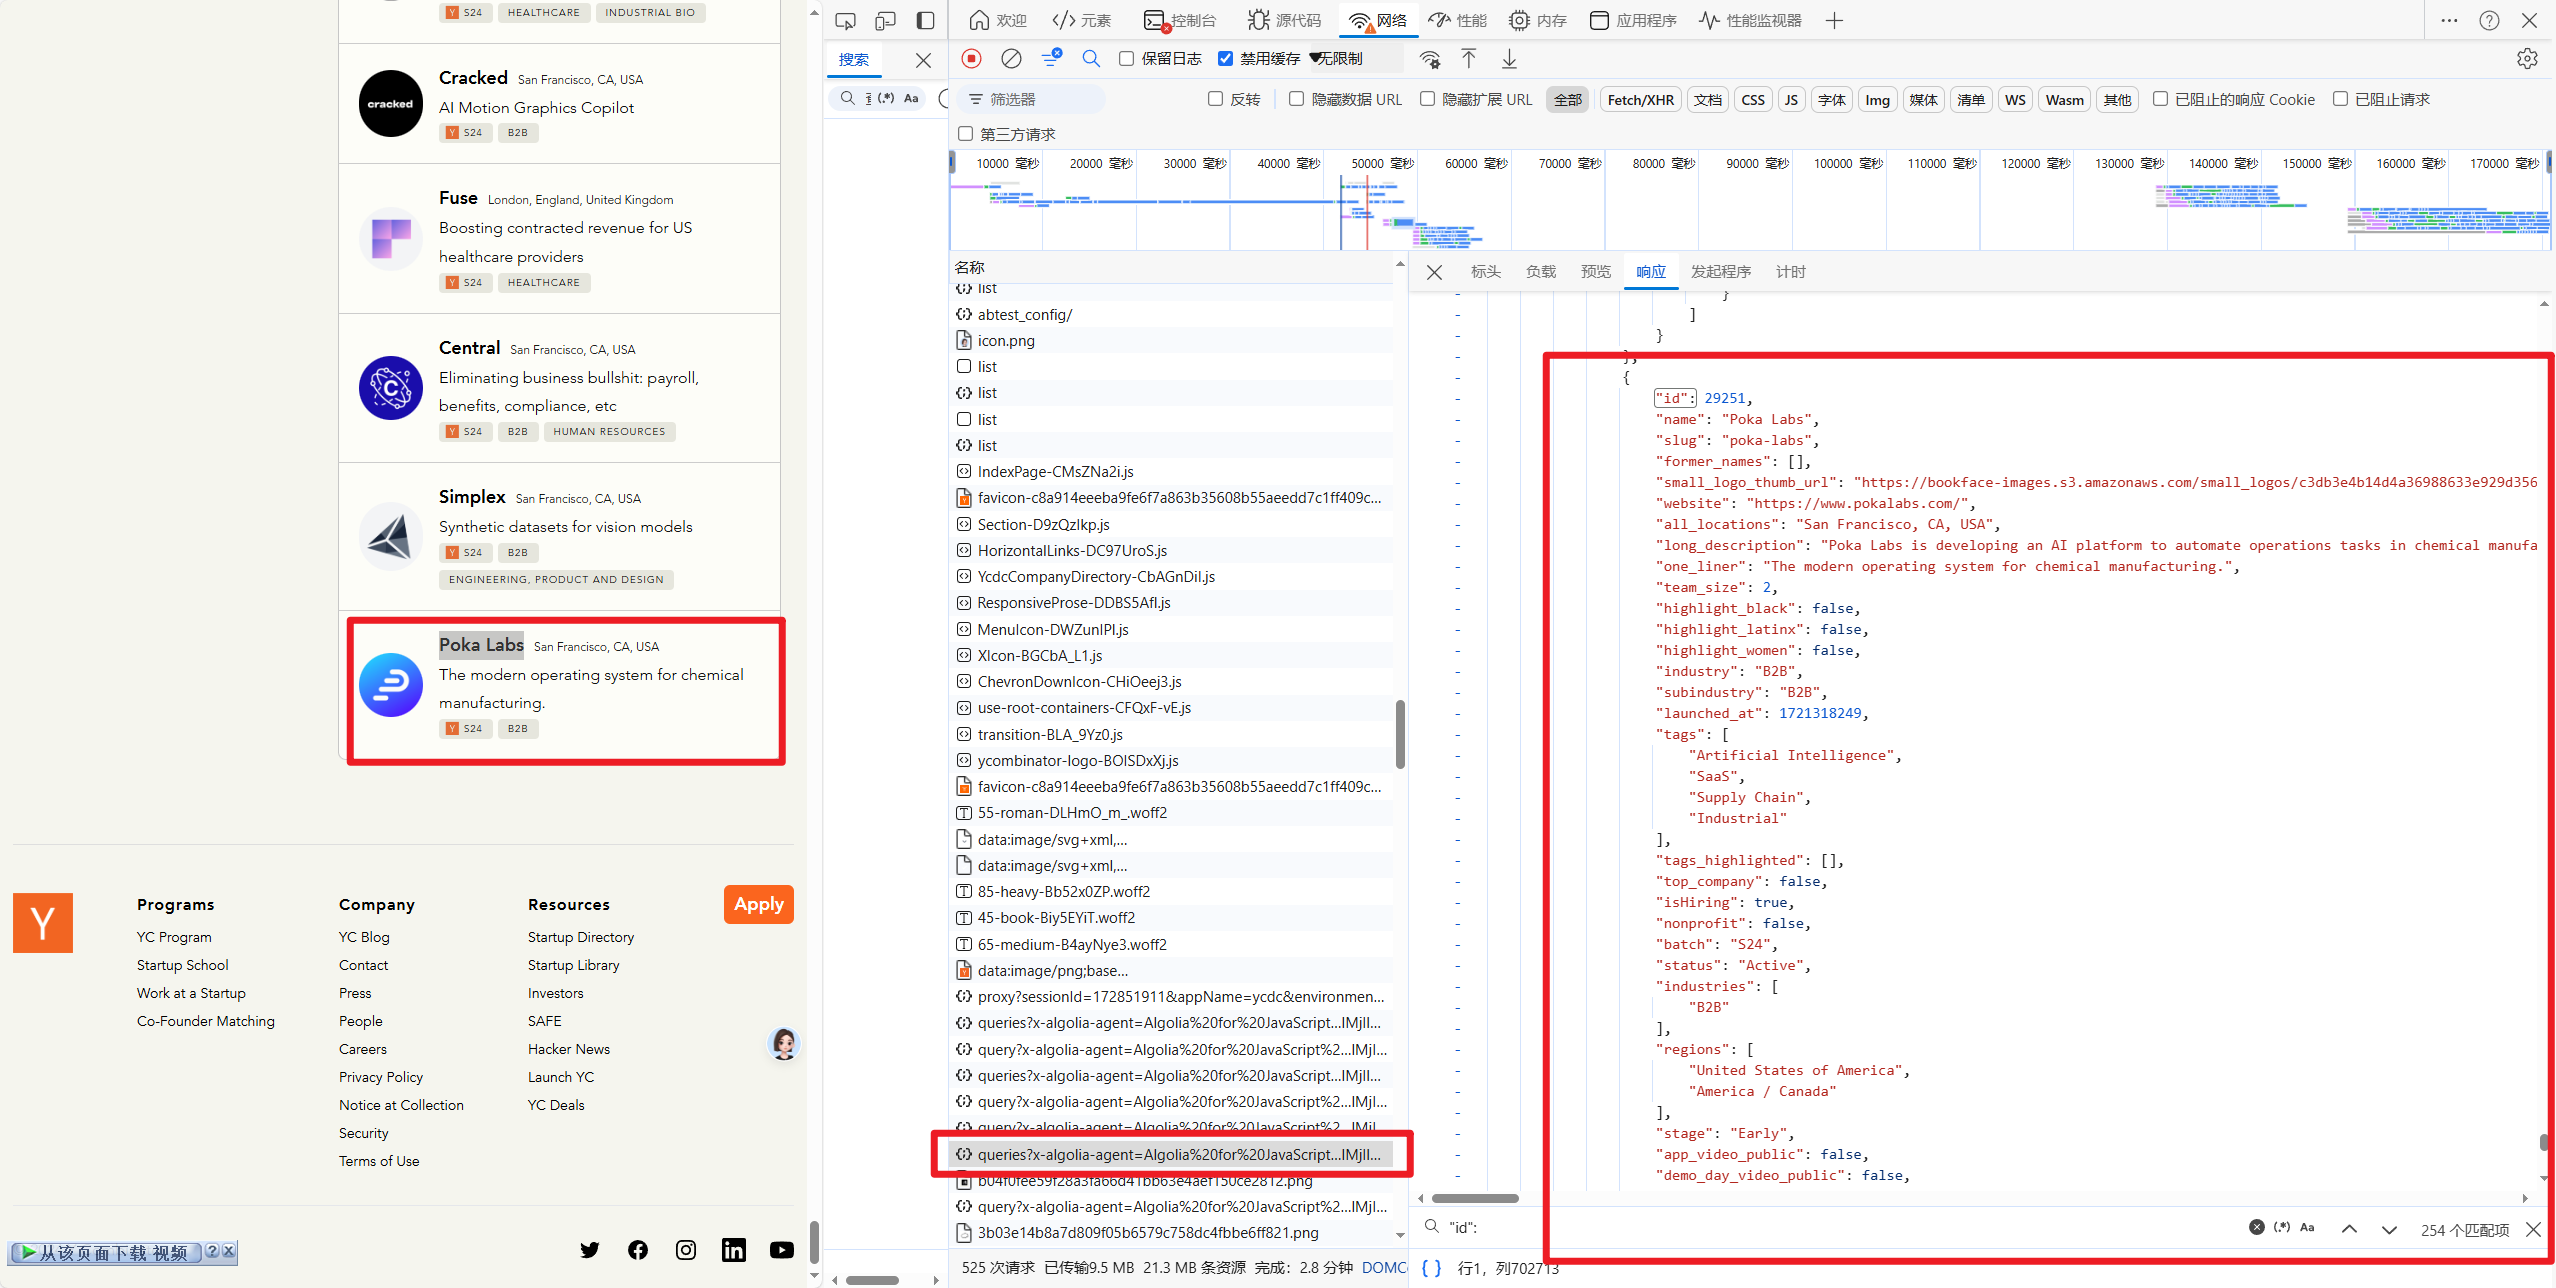 S24 HEALTHCARE INDUSTRIAL BIO
cracked
Cracked San Francisco, CA, USA
AI Motion Graphics Copilot
Y S24 B2B
Fuse London, England, United Kingdom
Boosting contracted revenue for US
healthcare providers
Y S24 HEALTHCARE
Central San Francisco, CA, USA
Eliminating business bullshit: payroll,
benefits, compliance, etc
Y S24 B2B HUMAN RESOURCES
Simplex San Francisco, CA, USA
Synthetic datasets for vision models
Y S24 B2B
ENGINEERING, PRODUCT AND DESIGN
Poka Labs San Francisco, CA, USA
The modern operating system for chemical
manufacturing.
Y S24 B2B
Y
Programs
YC Program
Startup School
Work at a Startup
Co-Founder Matching
Company
YC Blog
Contact
Press
People
Careers
Privacy Policy
Notice at Collection
Security
Terms of Use
Resources
Startup Directory
Startup Library
Investors
SAFE
Hacker News
Launch YC
YC Deals
Apply
从该页面下载 视频 ? X
搜索
(.*) Aa
欢迎 元素 控制台 源代码 网络 性能 内存 应用程序 性能监视器
保留日志 禁用缓存 无限制
筛选器 反转 隐藏数据 URL 隐藏扩展 URL 全部 Fetch/XHR 文档 CSS JS 字体 Img 媒体 清单 WS Wasm 其他 已阻止的响应 Cookie 已阻止请求
第三方请求
10000 毫秒 20000 毫秒 30000 毫秒 40000 毫秒 50000 毫秒 60000 毫秒 70000 毫秒 80000 毫秒 90000 毫秒 100000 毫秒 110000 毫秒 120000 毫秒 130000 毫秒 140000 毫秒 150000 毫秒 160000 毫秒 170000 毫秒
名称
list
abtest_config/
icon.png
list
list
list
list
IndexPage-CMsZNa2i.js
favicon-c8a914eeeba9fe6f7a863b35608b55aeedd7c1ff409c...
Section-D9zQzIkp.js
HorizontalLinks-DC97UroS.js
YcdcCompanyDirectory-CbAGnDil.js
ResponsiveProse-DDBS5AfI.js
MenuIcon-DWZunIPI.js
XIcon-BGCbA_L1.js
ChevronDownIcon-CHiOeej3.js
use-root-containers-CFQxF-vE.js
transition-BLA_9Yz0.js
ycombinator-logo-BOISDxXj.js
favicon-c8a914eeeba9fe6f7a863b35608b55aeedd7c1ff409c...
55-roman-DLHmO_m_.woff2
data:image/svg+xml,...
data:image/svg+xml,...
85-heavy-Bb52x0ZP.woff2
45-book-Biy5EYiT.woff2
65-medium-B4ayNye3.woff2
data:image/png;base...
proxy?sessionId=172851911&appName=ycdc&environmen...
queries?x-algolia-agent=Algolia%20for%20JavaScript...IMjII...
query?x-algolia-agent=Algolia%20for%20JavaScript%2...IMjI...
queries?x-algolia-agent=Algolia%20for%20JavaScript...IMjII...
query?x-algolia-agent=Algolia%20for%20JavaScript%2...IMjI...
query?x-algolia-agent=Algolia%20for%20JavaScript%2...IMjI...
queries?x-algolia-agent=Algolia%20for%20JavaScript...IMjII...
b04f0fee59f28a3fa66d41bb63e4aef150ce2812.png
query?x-algolia-agent=Algolia%20for%20JavaScript%2...IMjI...
3b03e14b8a7d809f05b6579c758dc4fbbe6ff821.png
525 次请求 已传输9.5 MB 21.3 MB 条资源 完成: 2.8 分钟 DOMC
标头 负载 预览 响应 发起程序 计时
}
]
}
},
{
"id": 29251,
"name": "Poka Labs",
"slug": "poka-labs",
"former_names": [],
"small_logo_thumb_url": "https://bookface-images.s3.amazonaws.com/small_logos/c3db3e4b14d4a36988633e929d356
"website": "https://www.pokalabs.com/",
"all_locations": "San Francisco, CA, USA",
"long_description": "Poka Labs is developing an AI platform to automate operations tasks in chemical manufa
"one_liner": "The modern operating system for chemical manufacturing.",
"team_size": 2,
"highlight_black": false,
"highlight_latinx": false,
"highlight_women": false,
"industry": "B2B",
"subindustry": "B2B",
"launched_at": 1721318249,
"tags": [
"Artificial Intelligence",
"SaaS",
"Supply Chain",
"Industrial"
],
"tags_highlighted": [],
"top_company": false,
"isHiring": true,
"nonprofit": false,
"batch": "S24",
"status": "Active",
"industries": [
"B2B"
],
"regions": [
"United States of America",
"America / Canada"
],
"stage": "Early",
"app_video_public": false,
"demo_day_video_public": false,
"id": (.*) Aa 254 个匹配项
{ } 行1, 列702713